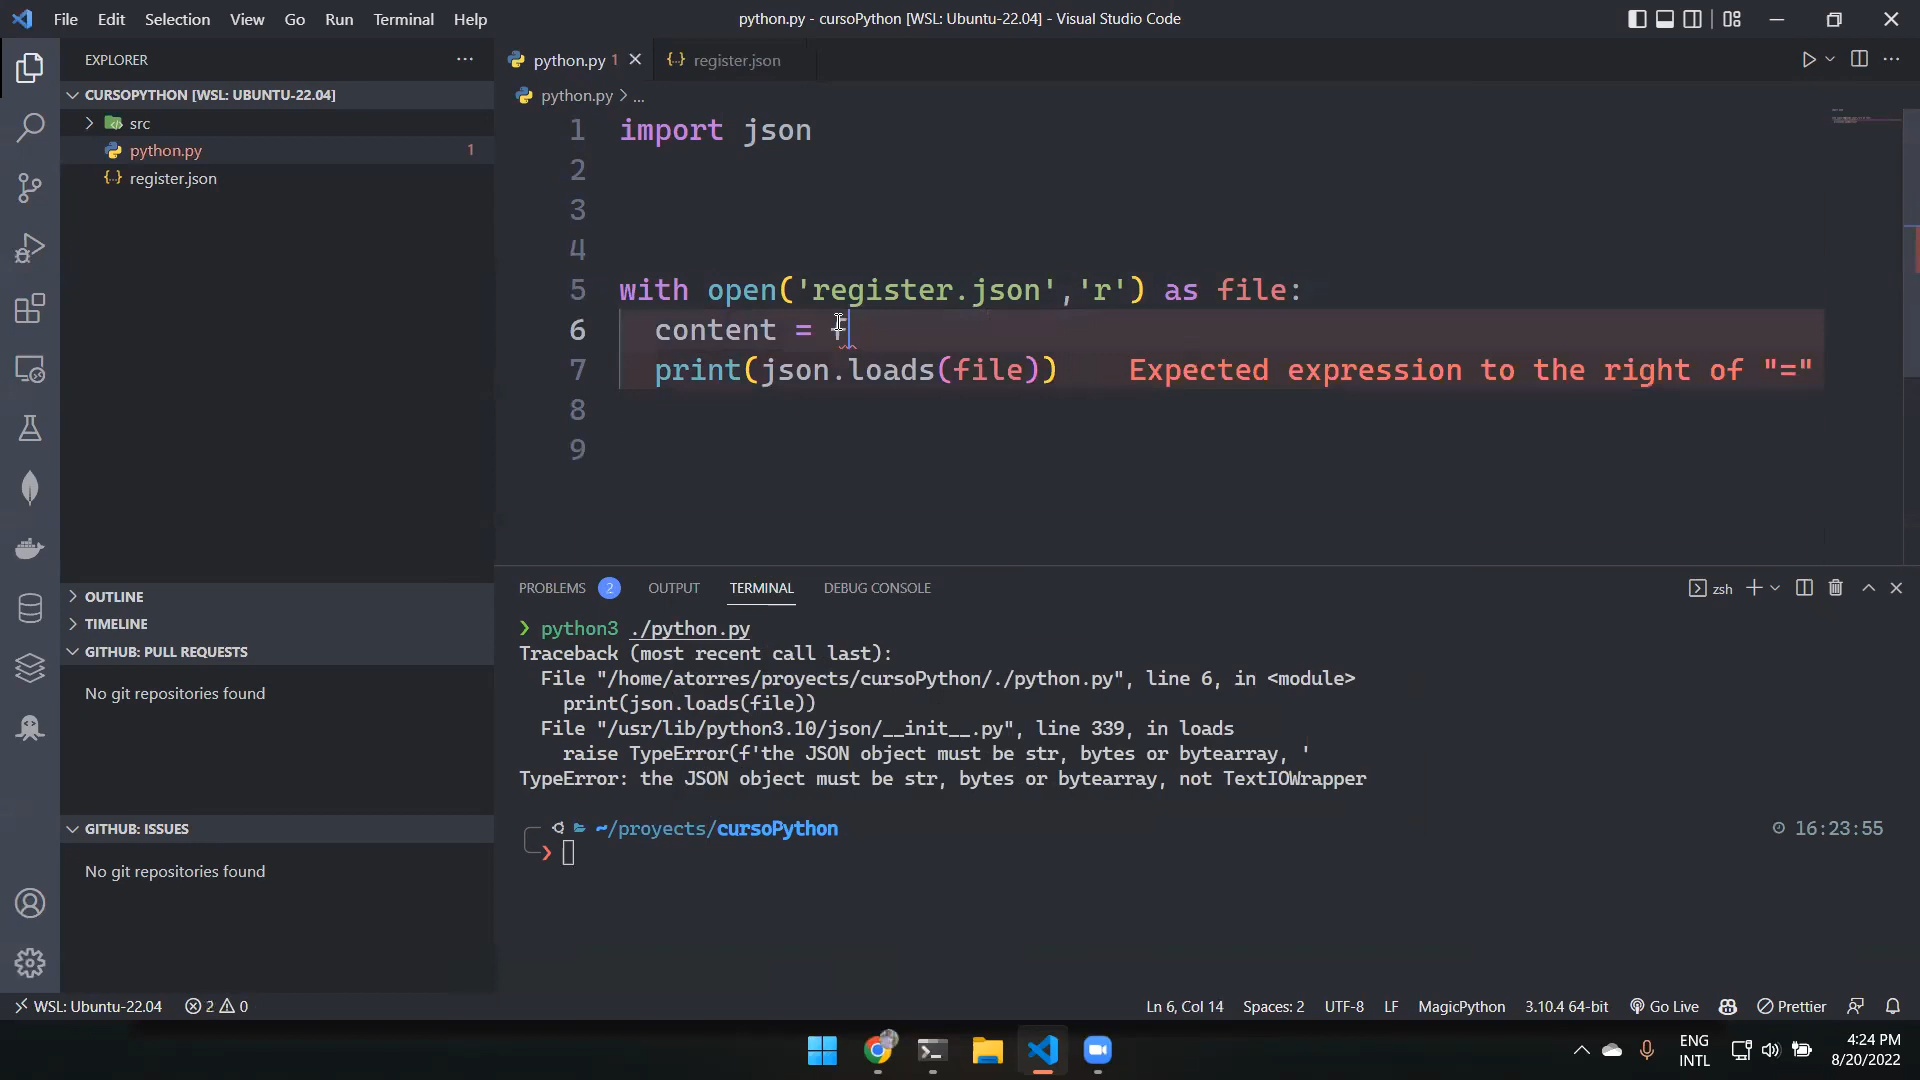 File Edit Selection View Go Run Terminal Help
python.py - cursoPython [WSL: Ubuntu-22.04] - Visual Studio Code
EXPLORER
CURSOPYTHON [WSL: UBUNTU-22.04]
src
python.py 1
register.json
OUTLINE
TIMELINE
GITHUB: PULL REQUESTS
No git repositories found
GITHUB: ISSUES
No git repositories found
python.py 1 register.json
python.py > ...
1 import json
2
3
4
5 with open('register.json','r') as file:
6 content = f
7 print(json.loads(file)) Expected expression to the right of "="
8
9
PROBLEMS 2 OUTPUT TERMINAL DEBUG CONSOLE
zsh
❯ python3 ./python.py
Traceback (most recent call last):
File "/home/atorres/proyects/cursoPython/./python.py", line 6, in <module>
print(json.loads(file))
File "/usr/lib/python3.10/json/__init__.py", line 339, in loads
raise TypeError(f'the JSON object must be str, bytes or bytearray, '
TypeError: the JSON object must be str, bytes or bytearray, not TextIOWrapper
~/proyects/cursoPython 16:23:55
❯
WSL: Ubuntu-22.04 2 0 Ln 6, Col 14 Spaces: 2 UTF-8 LF MagicPython 3.10.4 64-bit Go Live Prettier
ENG
INTL
4:24 PM
8/20/2022